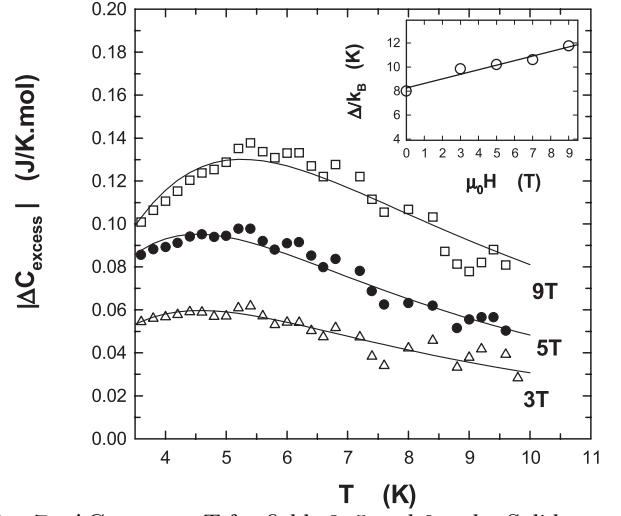 |ΔC_excess| (J/K.mol)
0.20
0.18
0.16
0.14
0.12
0.10
0.08
0.06
0.04
0.02
0.00
4 5 6 7 8 9 10 11
T (K)
9T
5T
3T
Δ/k_B (K)
12
10
8
6
4
0 1 2 3 4 5 6 7 8 9
μ₀H (T)